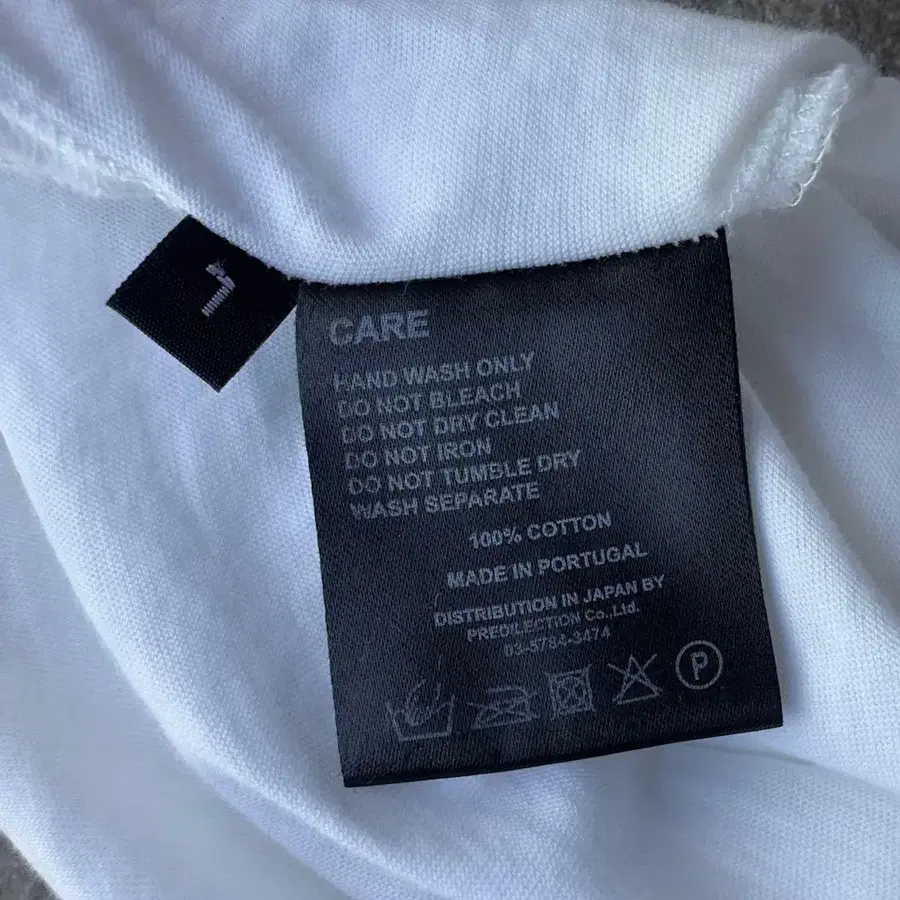 L
CARE
HAND WASH ONLY
DO NOT BLEACH
DO NOT DRY CLEAN
DO NOT IRON
DO NOT TUMBLE DRY
WASH SEPARATE
100% COTTON
MADE IN PORTUGAL
DISTRIBUTION IN JAPAN BY
PREDILECTION Co.,Ltd.
03-5784-3474
P